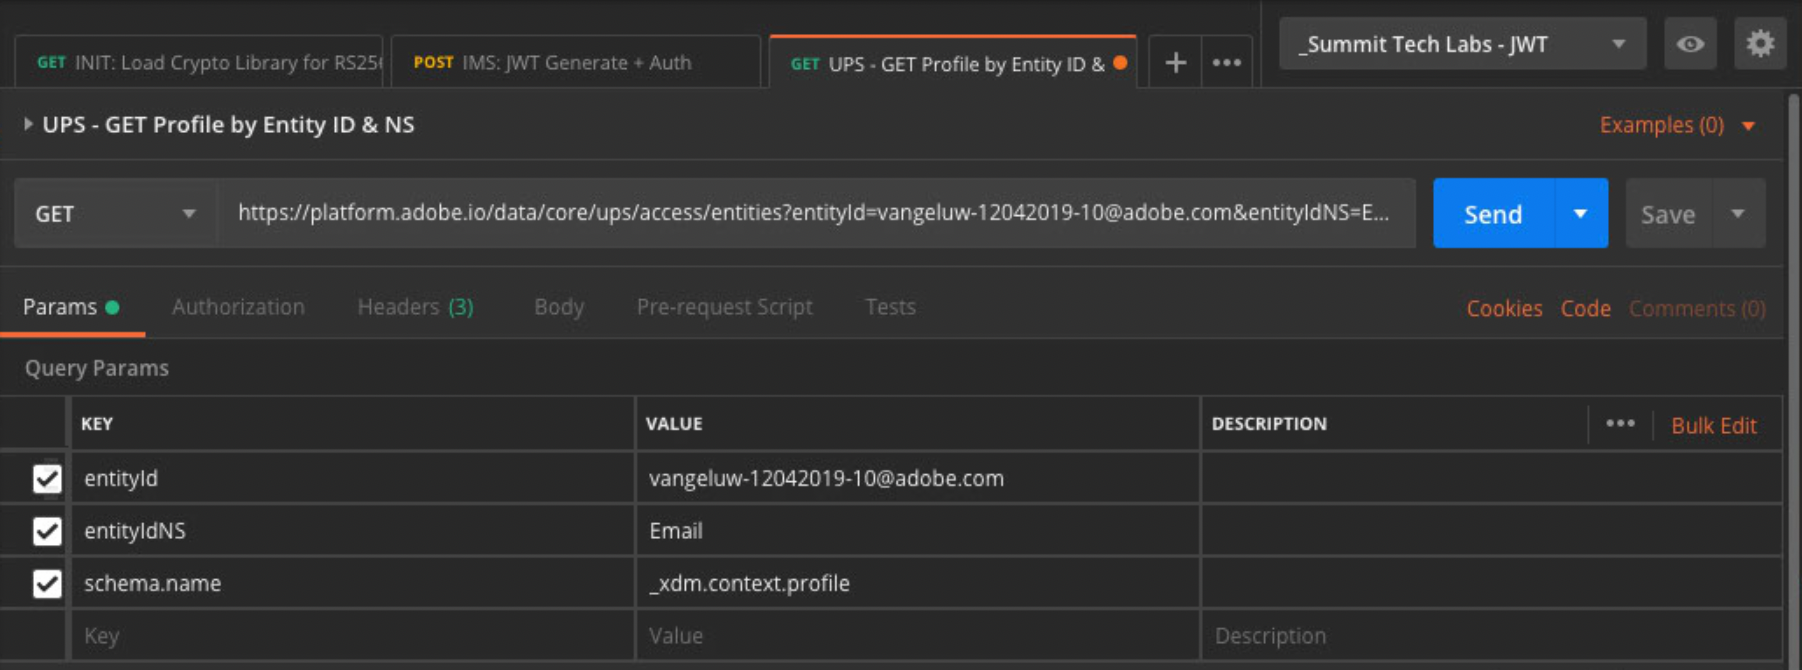 GET INIT: Load Crypto Library for RS25
POST IMS: JWT Generate + Auth
GET UPS - GET Profile by Entity ID &
+ •••
_Summit Tech Labs - JWT
UPS - GET Profile by Entity ID & NS
Examples (0)
GET
https://platform.adobe.io/data/core/ups/access/entities?entityId=vangeluw-12042019-10@adobe.com&entityIdNS=E...
Send
Save
Params
Authorization
Headers (3)
Body
Pre-request Script
Tests
Cookies
Code
Comments (0)
Query Params
KEY VALUE DESCRIPTION ••• Bulk Edit
entityId vangeluw-12042019-10@adobe.com
entityIdNS Email
schema.name _xdm.context.profile
Key Value Description